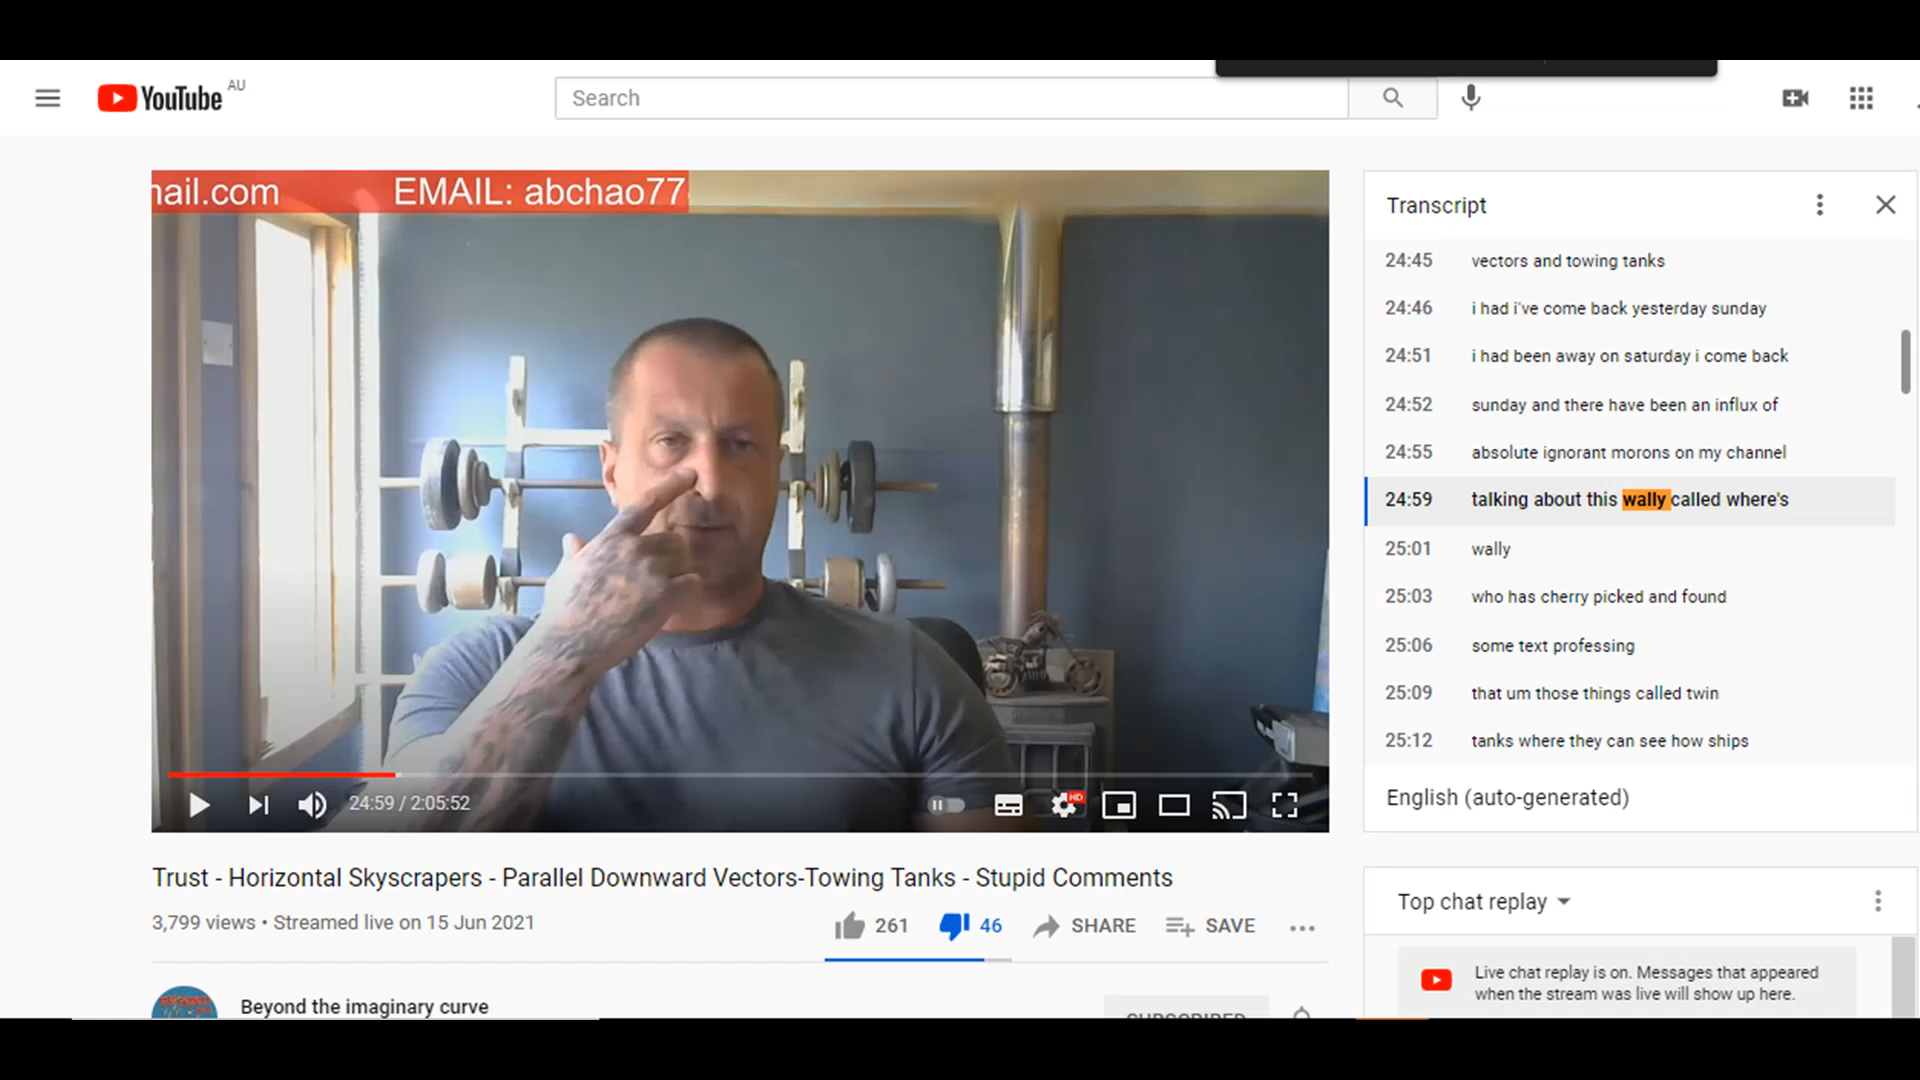 YouTube AU
Search
mail.com EMAIL: abchao77
Transcript
24:45 vectors and towing tanks
24:46 i had i've come back yesterday sunday
24:51 i had been away on saturday i come back
24:52 sunday and there have been an influx of
24:55 absolute ignorant morons on my channel
24:59 talking about this wally called where's
25:01 wally
25:03 who has cherry picked and found
25:06 some text professing
25:09 that um those things called twin
25:12 tanks where they can see how ships
English (auto-generated)
24:59 / 2:05:52
HD
Trust - Horizontal Skyscrapers - Parallel Downward Vectors-Towing Tanks - Stupid Comments
3,799 views • Streamed live on 15 Jun 2021
261 46 SHARE SAVE
Top chat replay
Live chat replay is on. Messages that appeared
when the stream was live will show up here.
Beyond the imaginary curve
SUBSCRIBED